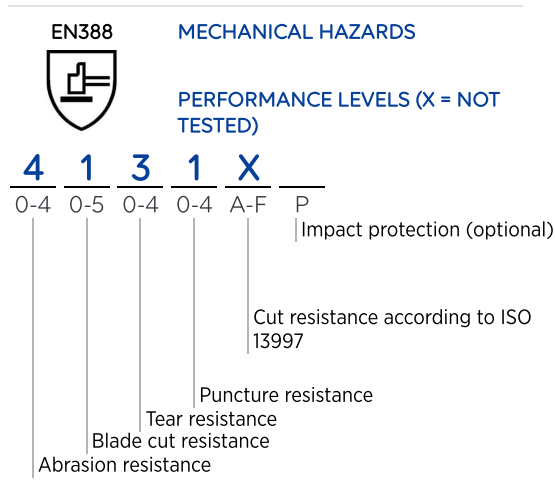 EN388
MECHANICAL HAZARDS
PERFORMANCE LEVELS (X = NOT
TESTED)
4 1 3 1 X
0-4 0-5 0-4 0-4 A-F P
Impact protection (optional)
Cut resistance according to ISO
13997
Puncture resistance
Tear resistance
Blade cut resistance
Abrasion resistance